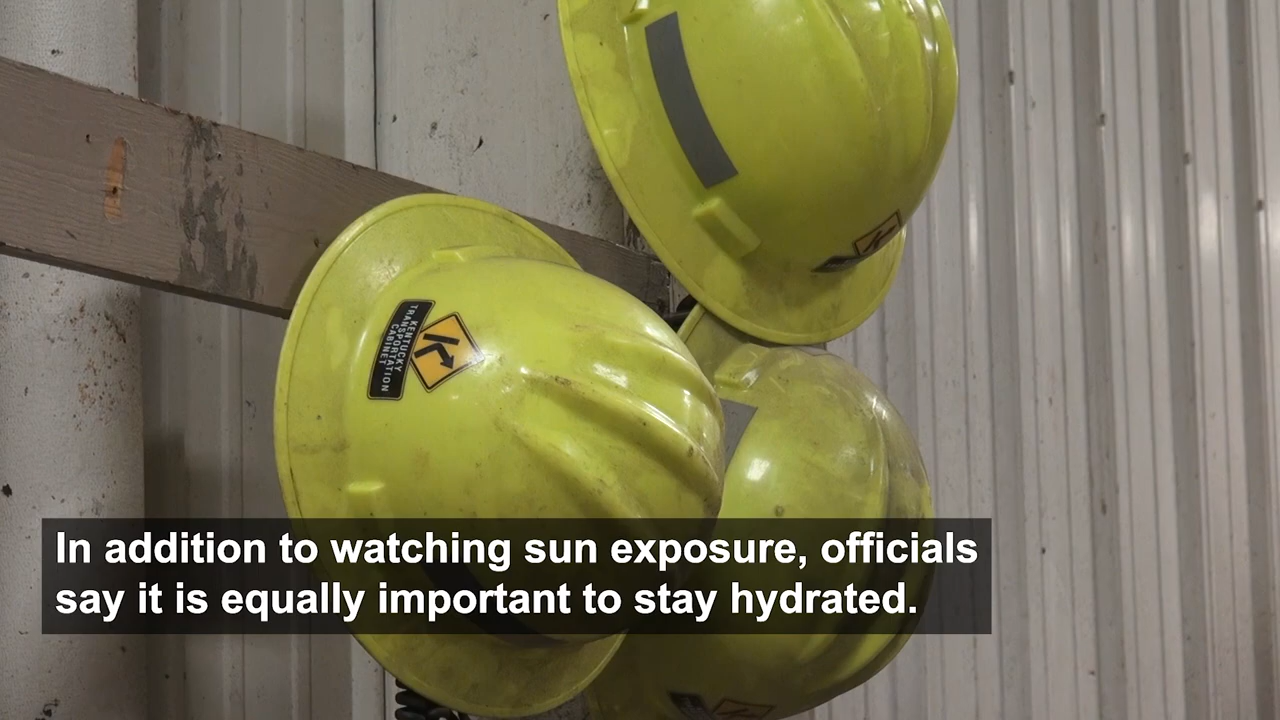 KENTUCKY
TRANSPORTATION
CABINET
In addition to watching sun exposure, officials
say it is equally important to stay hydrated.